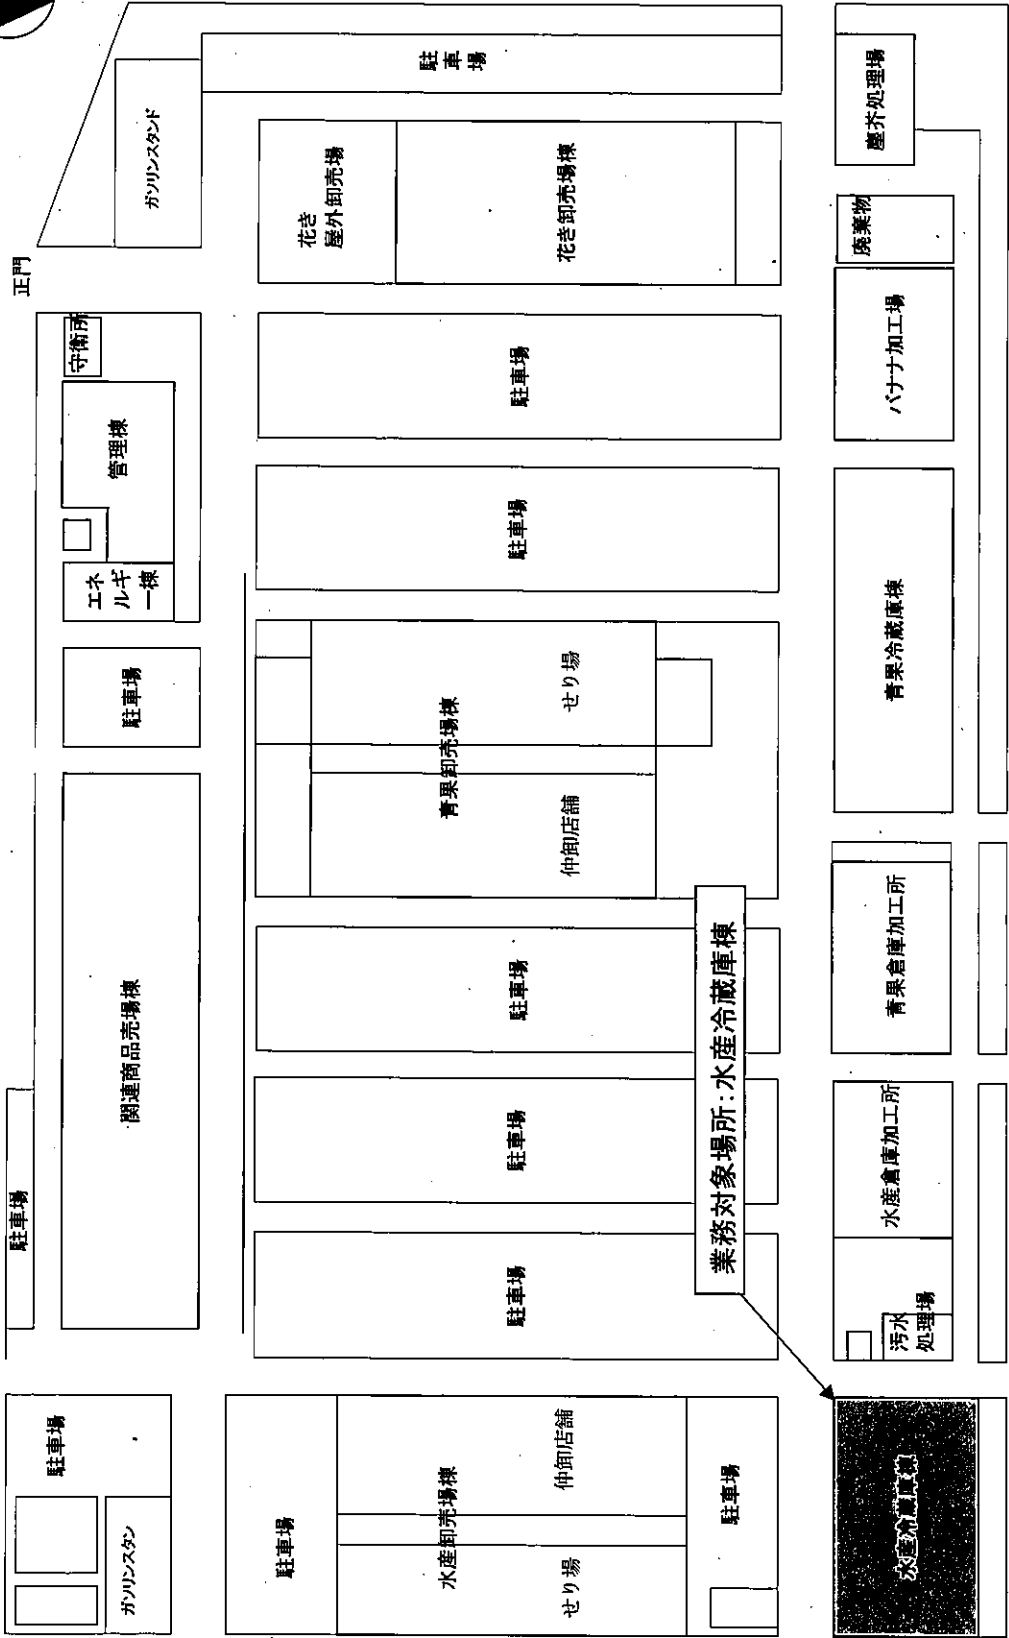 正門
ガソリンスタンド
駐車場
花き
屋外卸売場
花き卸売場棟
塵芥処理場
廃棄物
バナナ加工場
守衛所
管理棟
エネ
ルギ
ー棟
駐車場
駐車場
駐車場
青果冷蔵庫棟
関連商品売場棟
青果卸売場棟
せり場
仲卸店舗
駐車場
青果倉庫加工所
駐車場
駐車場
駐車場
水産倉庫加工所
汚水
処理場
業務対象場所:水産冷蔵庫棟
駐車場
ガソリンスタン
駐車場
水産卸売場棟
仲卸店舗
せり場
駐車場
水産冷蔵庫棟